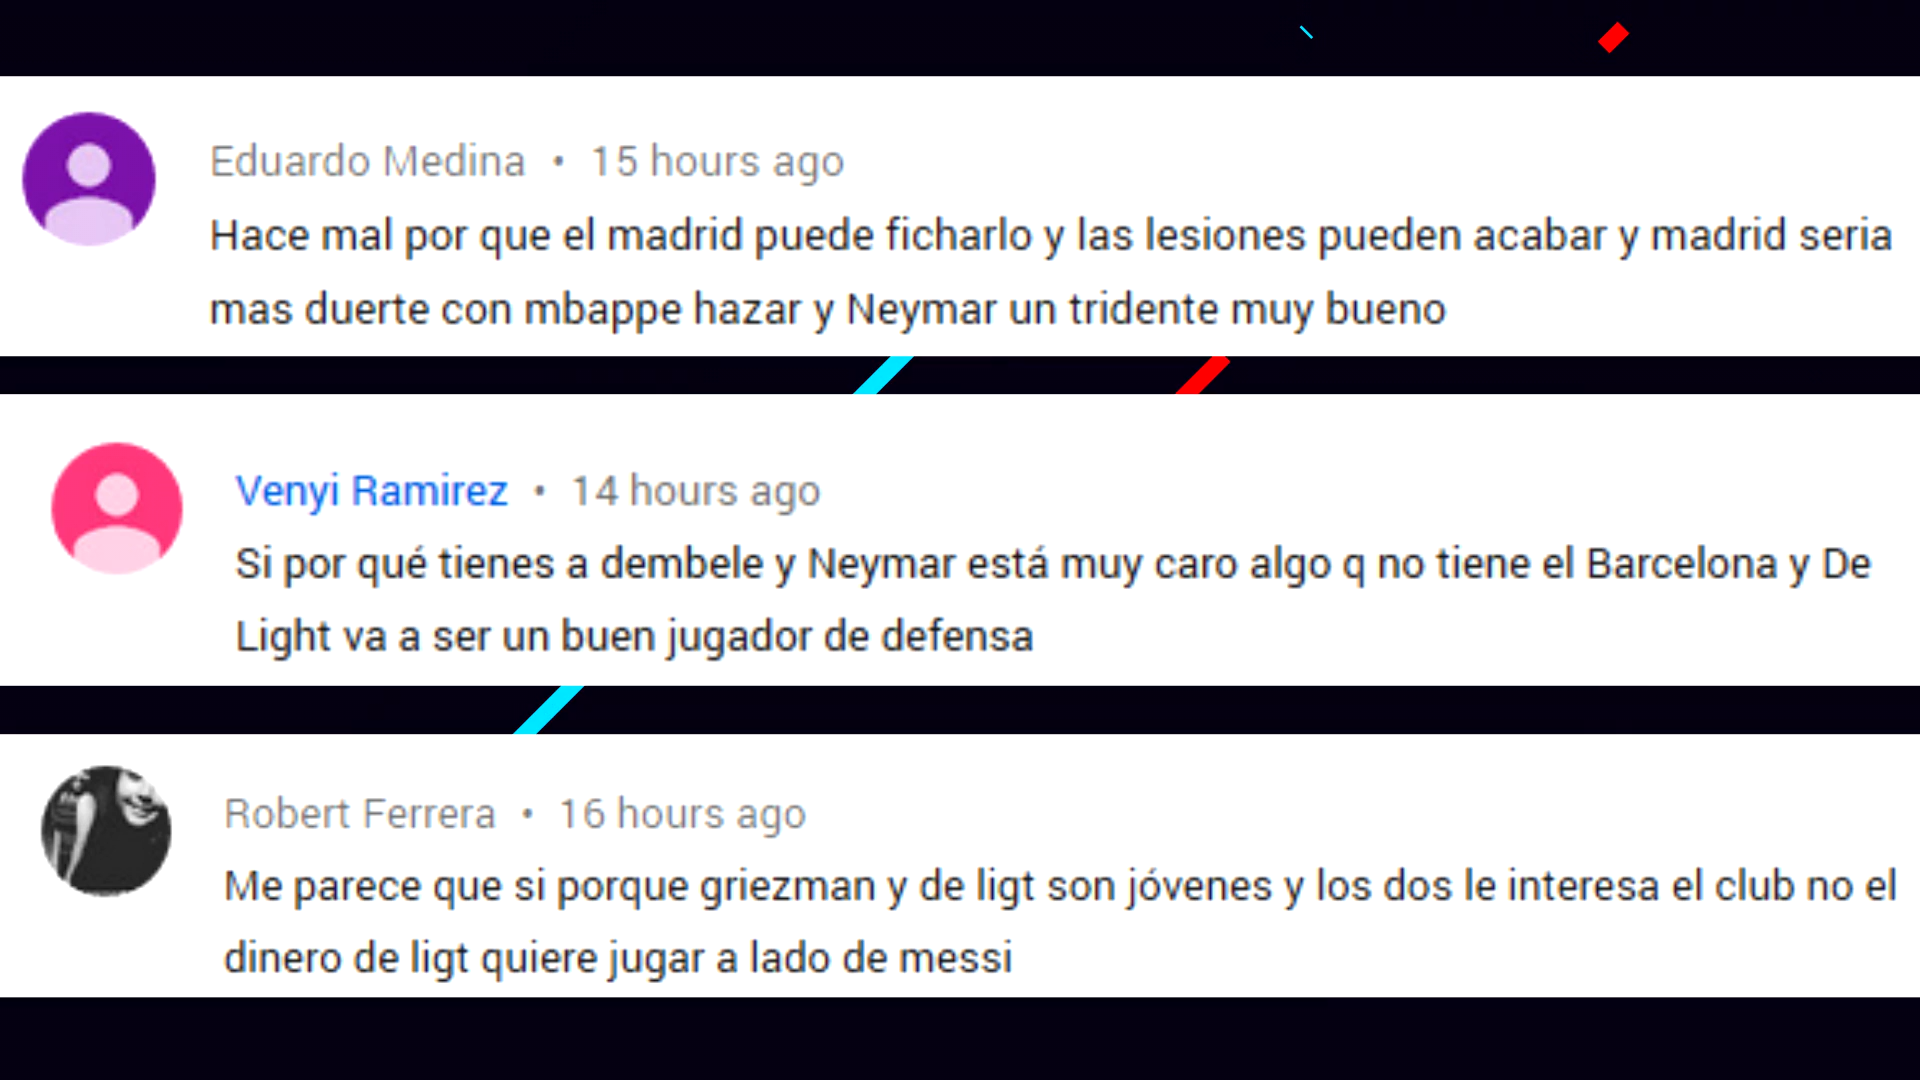 Eduardo Medina • 15 hours ago
Hace mal por que el madrid puede ficharlo y las lesiones pueden acabar y madrid seria
mas duerte con mbappe hazar y Neymar un tridente muy bueno
Venyi Ramirez • 14 hours ago
Si por qué tienes a dembele y Neymar está muy caro algo q no tiene el Barcelona y De
Light va a ser un buen jugador de defensa
Robert Ferrera • 16 hours ago
Me parece que si porque griezman y de ligt son jóvenes y los dos le interesa el club no el
dinero de ligt quiere jugar a lado de messi